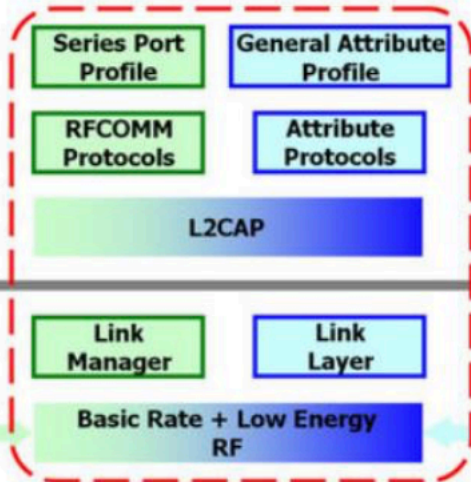 Series Port
Profile
General Attribute
Profile
RFCOMM
Protocols
Attribute
Protocols
L2CAP
Link
Manager
Link
Layer
Basic Rate + Low Energy
RF